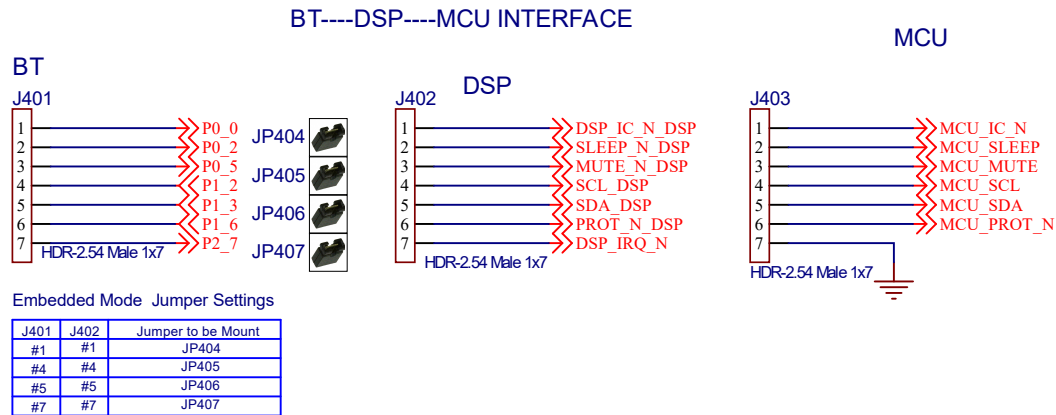 BT----DSP----MCU INTERFACE
BT
J401
1 P0_0
2 P0_2
3 P0_5
4 P1_2
5 P1_3
6 P1_6
7 P2_7
HDR-2.54 Male 1x7
JP404
JP405
JP406
JP407
DSP
J402
1 DSP_IC_N_DSP
2 SLEEP_N_DSP
3 MUTE_N_DSP
4 SCL_DSP
5 SDA_DSP
6 PROT_N_DSP
7 DSP_IRQ_N
HDR-2.54 Male 1x7
MCU
J403
1 MCU_IC_N
2 MCU_SLEEP
3 MCU_MUTE
4 MCU_SCL
5 MCU_SDA
6 MCU_PROT_N
7
HDR-2.54 Male 1x7
Embedded Mode Jumper Settings
J401 J402 Jumper to be Mount
#1 #1 JP404
#4 #4 JP405
#5 #5 JP406
#7 #7 JP407